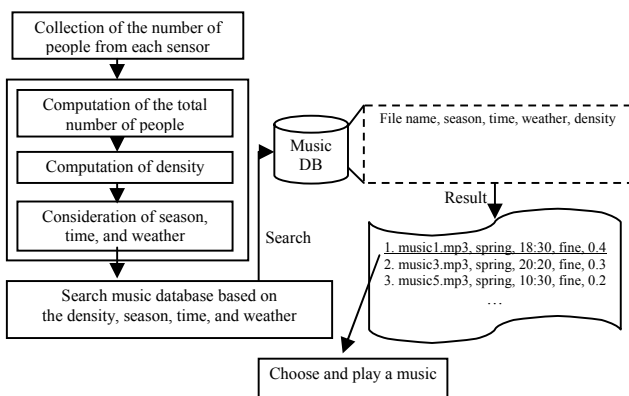 Collection of the number of
people from each sensor
Computation of the total
number of people
Computation of density
Consideration of season,
time, and weather
Search music database based on
the density, season, time, and weather
Search
Music
DB
File name, season, time, weather, density
Result
1. music1.mp3, spring, 18:30, fine, 0.4
2. music3.mp3, spring, 20:20, fine, 0.3
3. music5.mp3, spring, 10:30, fine, 0.2
…
Choose and play a music